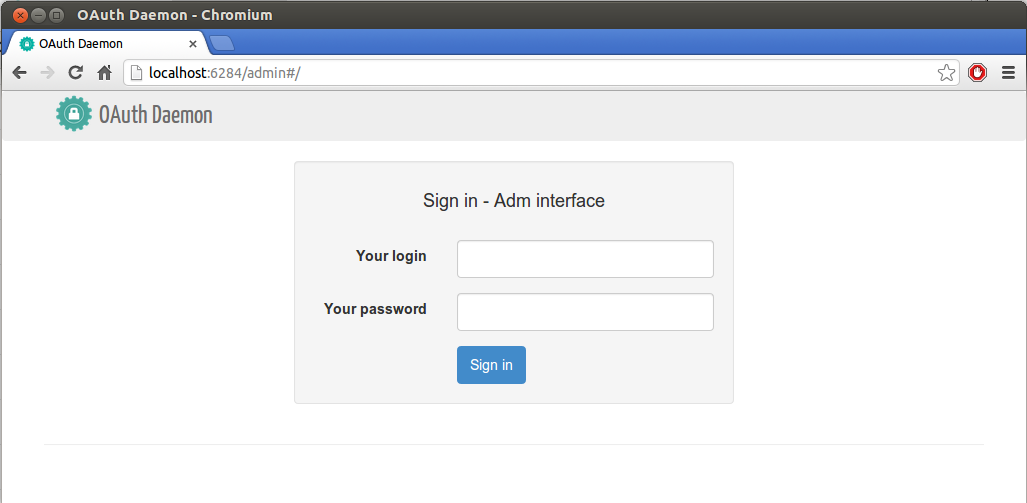 OAuth Daemon - Chromium
OAuth Daemon
localhost:6284/admin#/
OAuth Daemon
Sign in - Adm interface
Your login
Your password
Sign in